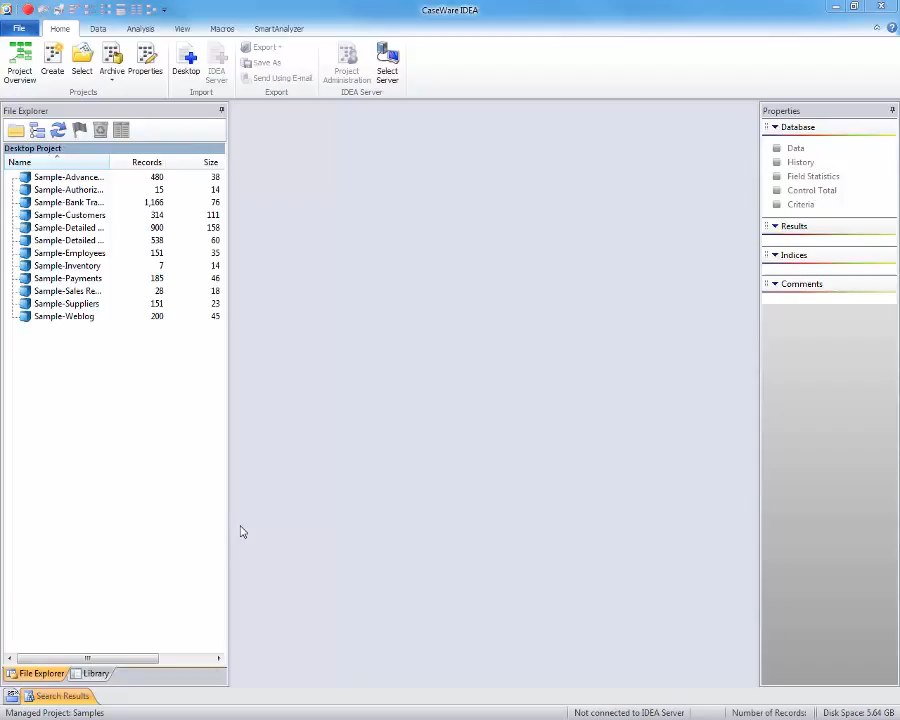 CaseWare IDEA
File Home Data Analysis View Macros SmartAnalyzer
Project Overview Create Select Archive Properties Desktop IDEA Server Export Save As Send Using E-mail Project Administration Select Server
Projects Import Export IDEA Server
File Explorer
Desktop Project
Name Records Size
Sample-Advance... 480 38
Sample-Authoriz... 15 14
Sample-Bank Tra... 1,166 76
Sample-Customers 314 111
Sample-Detailed ... 900 158
Sample-Detailed ... 538 60
Sample-Employees 151 35
Sample-Inventory 7 14
Sample-Payments 185 46
Sample-Sales Re... 28 18
Sample-Suppliers 151 23
Sample-Weblog 200 45
Properties
Database
Data
History
Field Statistics
Control Total
Criteria
Results
Indices
Comments
File Explorer Library
Search Results
Managed Project: Samples Not connected to IDEA Server Number of Records: Disk Space: 5.64 GB